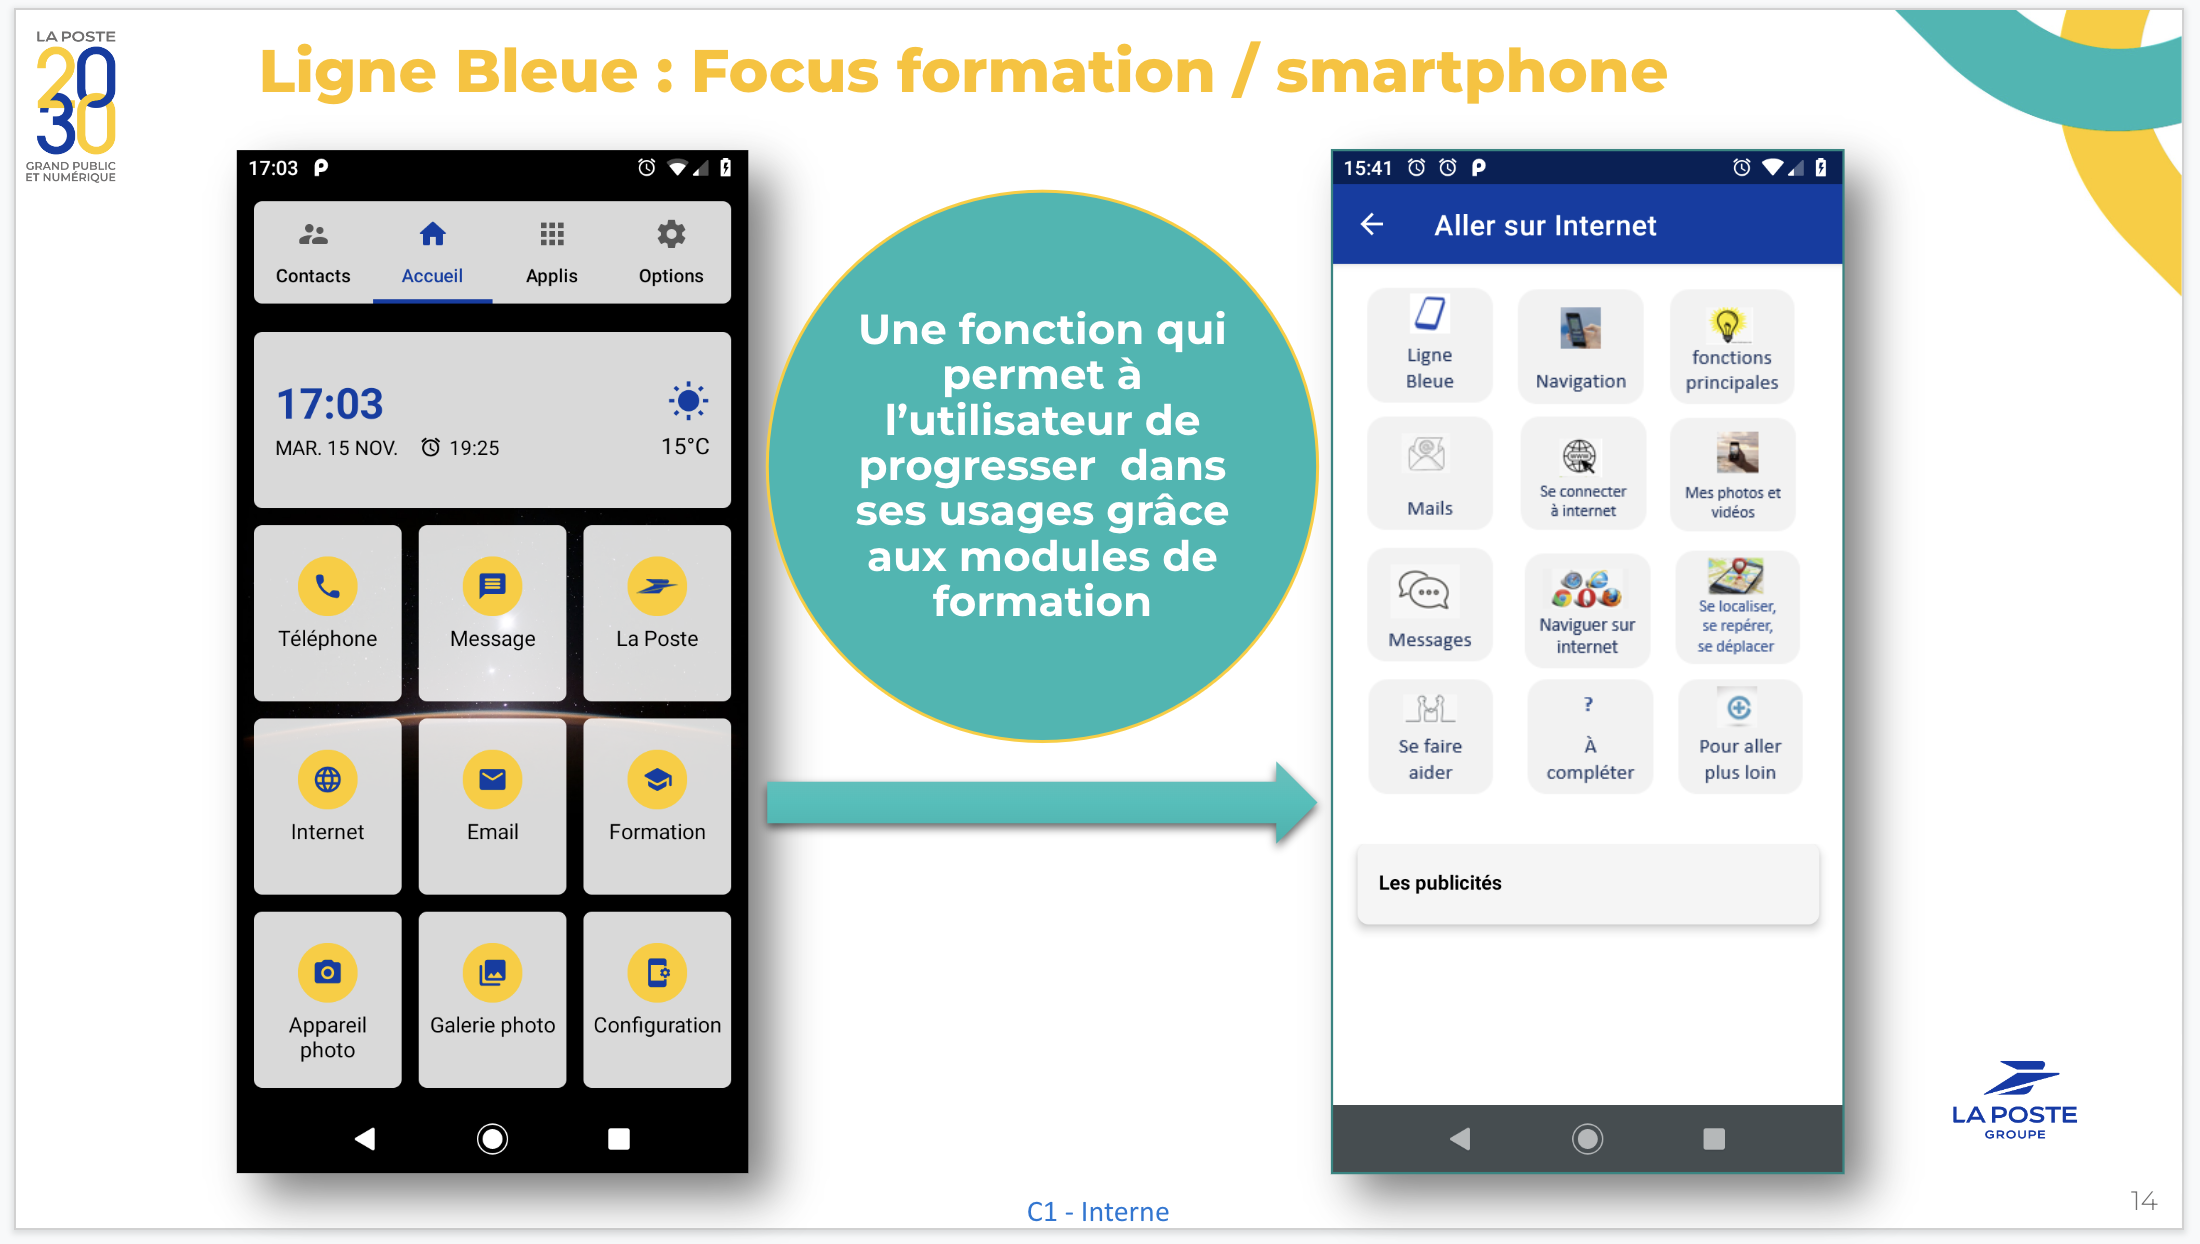 LA POSTE
2030
GRAND PUBLIC
ET NUMÉRIQUE
Ligne Bleue : Focus formation / smartphone
17:03
Contacts
Accueil
Applis
Options
17:03
MAR. 15 NOV.
19:25
15°C
Téléphone
Message
La Poste
Internet
Email
Formation
Appareil
photo
Galerie photo
Configuration
Une fonction qui
permet à
l’utilisateur de
progresser  dans
ses usages grâce
aux modules de
formation
15:41
Aller sur Internet
Ligne
Bleue
Navigation
fonctions
principales
Mails
www
Se connecter
à internet
Mes photos et
vidéos
Messages
Naviguer sur
internet
Se localiser,
se repérer,
se déplacer
Se faire
aider
?
À
compléter
Pour aller
plus loin
Les publicités
LA POSTE
GROUPE
C1 - Interne
14